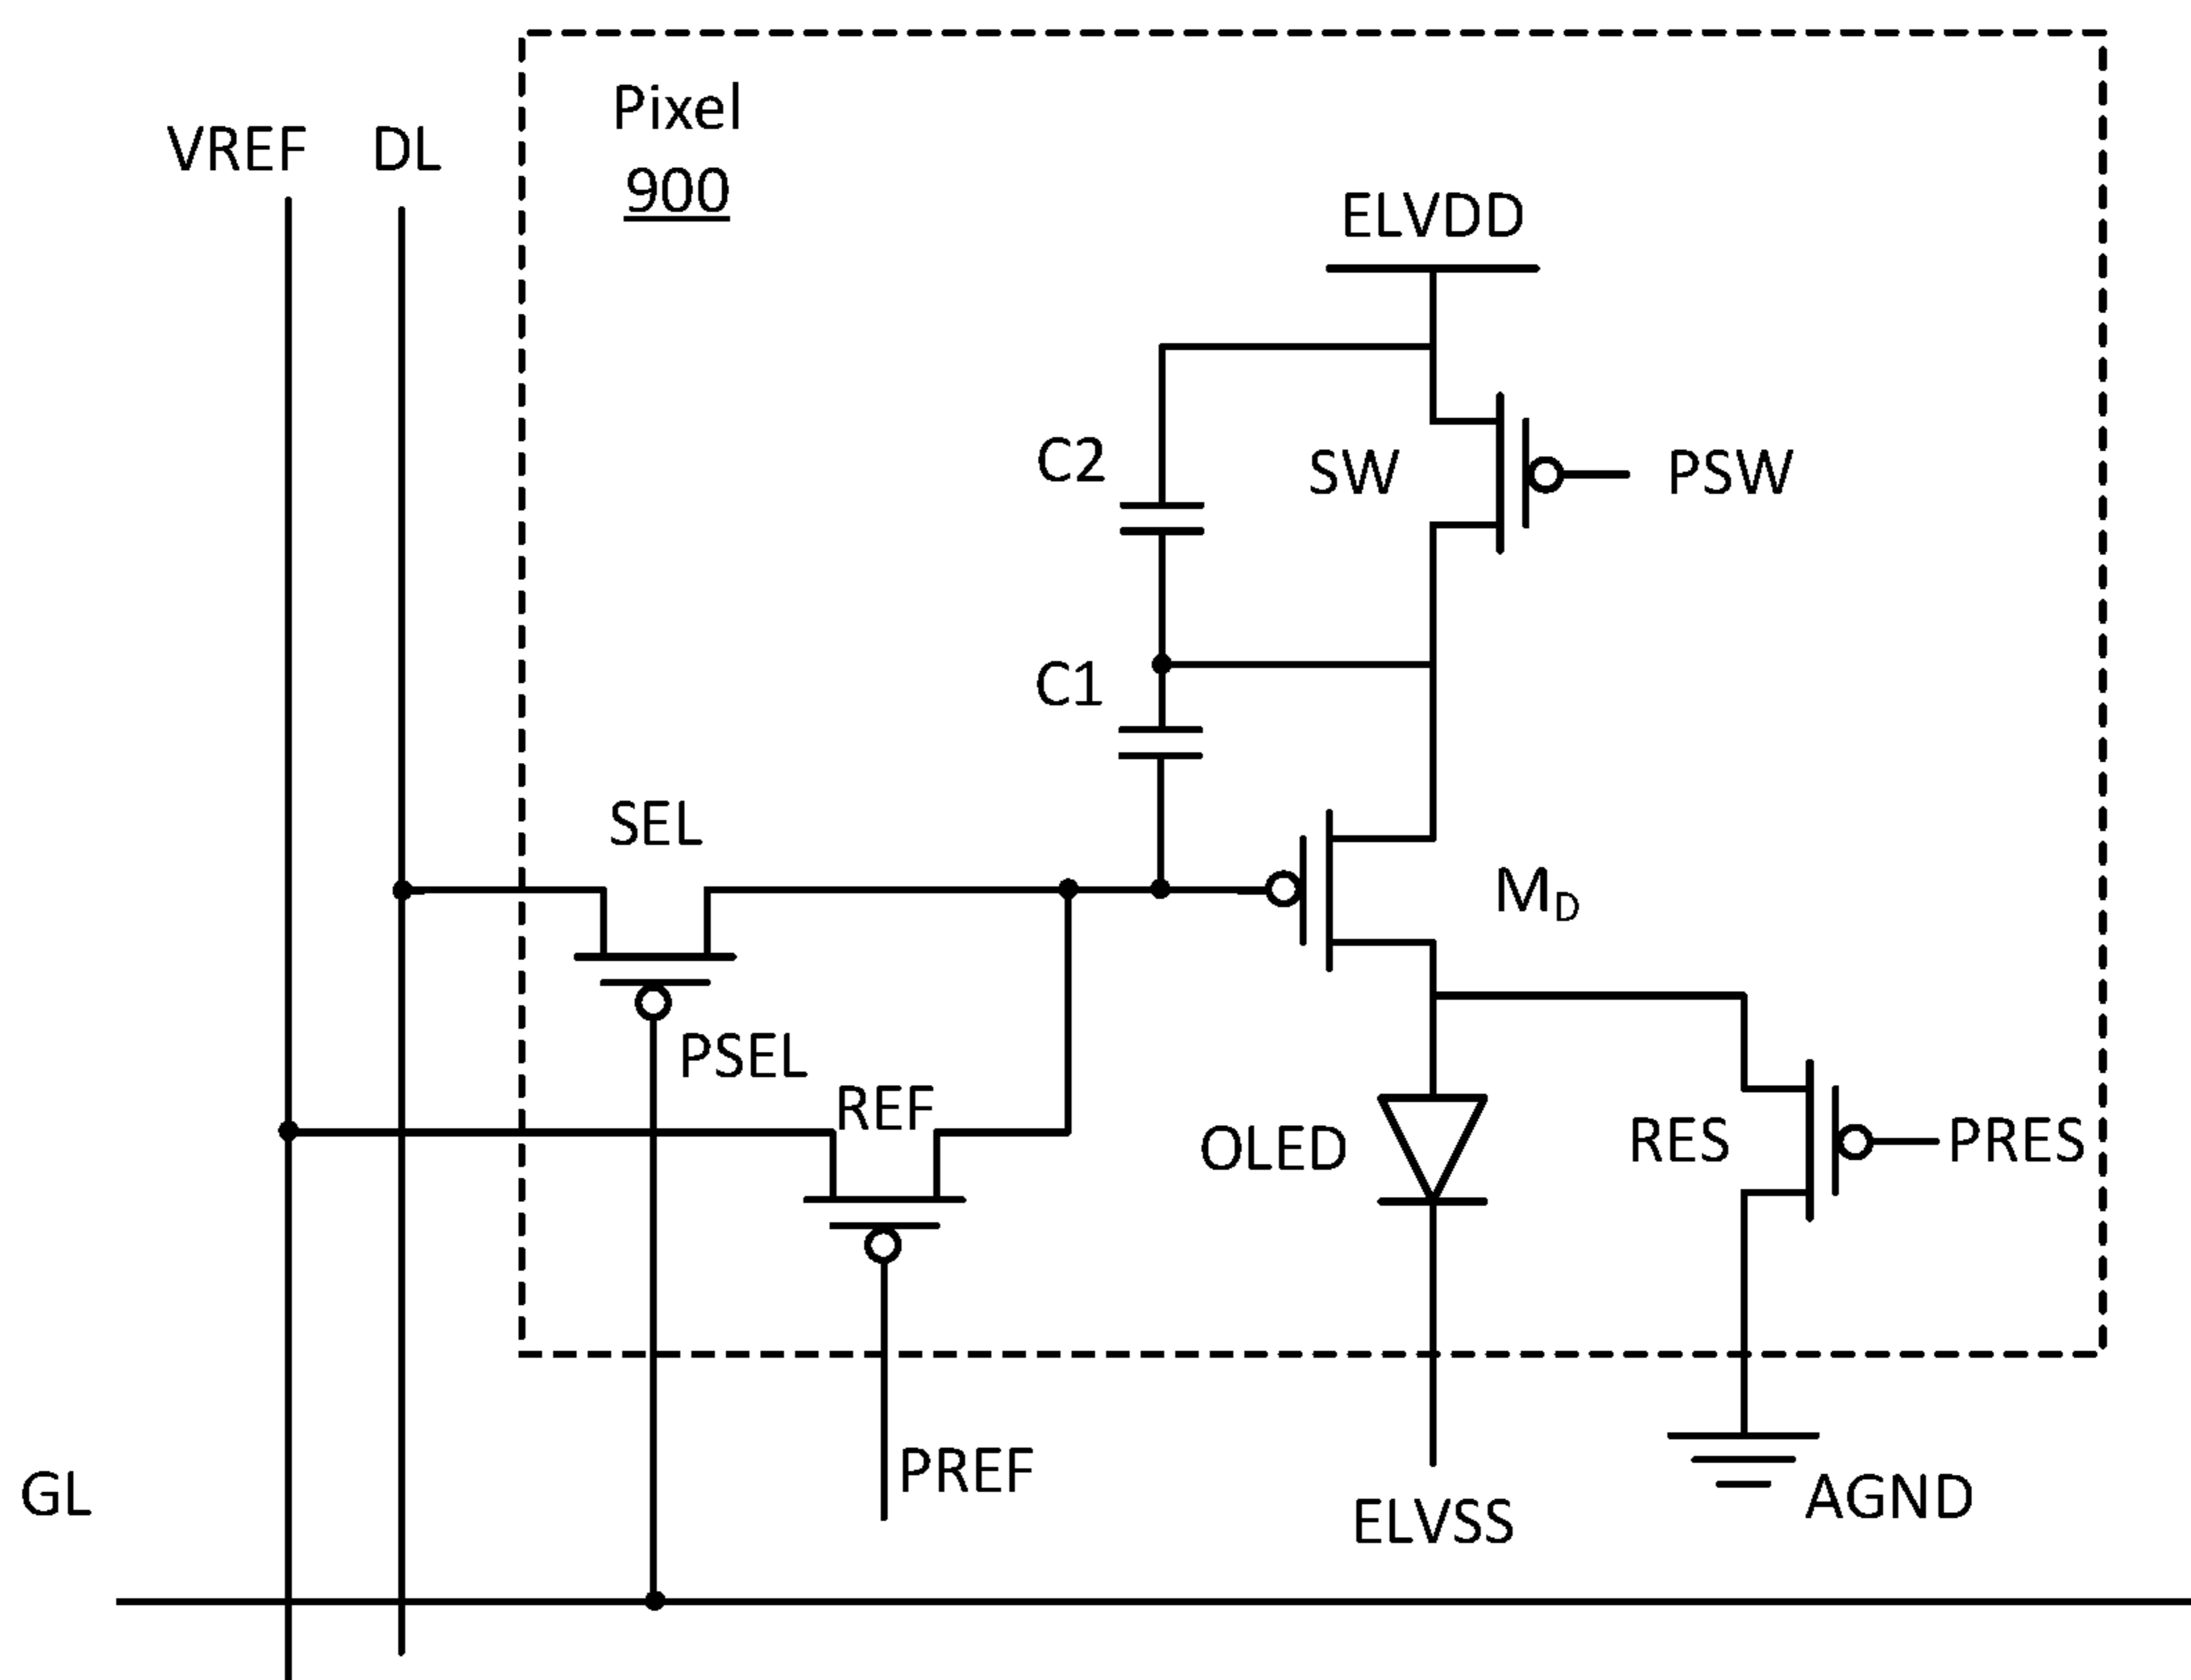 Pixel
900
VREF
DL
ELVDD
C2
SW
PSW
C1
SEL
MD
PSEL
REF
OLED
RES
PRES
PREF
GL
ELVSS
AGND